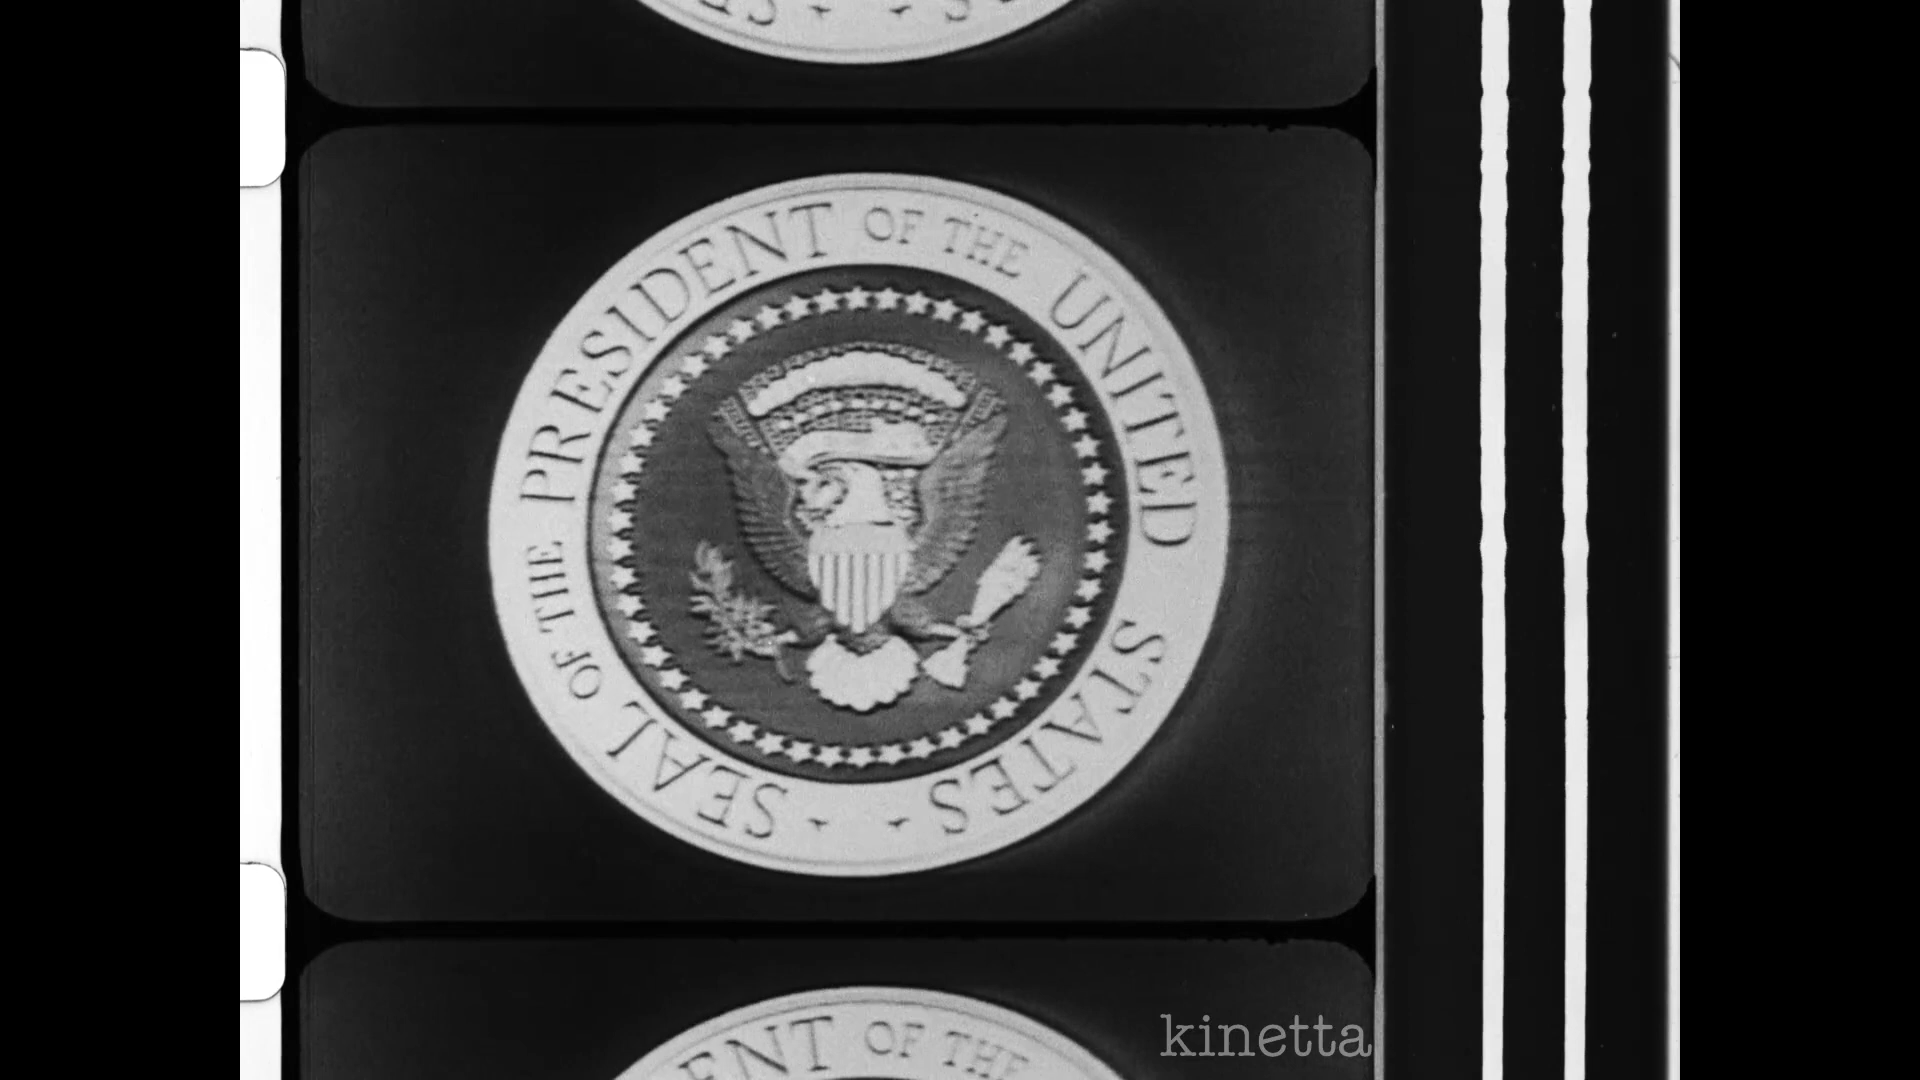 SEAL OF THE PRESIDENT OF THE UNITED STATES
ENT OF THE
kinetta